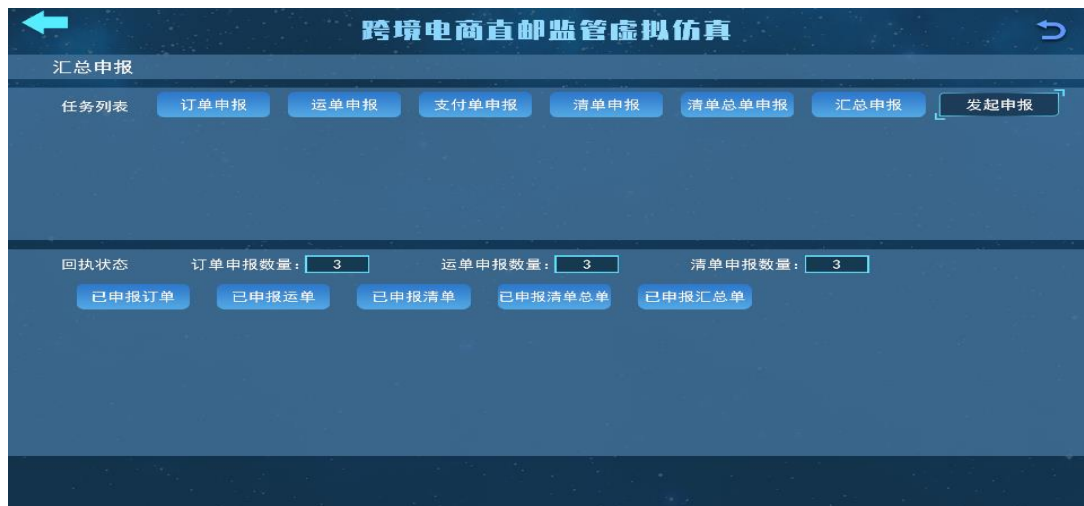 跨境电商直邮监管虚拟仿真
汇总申报
任务列表 订单申报 运单申报 支付单申报 清单申报 清单总单申报 汇总申报 发起申报
回执状态 订单申报数量： 3 运单申报数量： 3 清单申报数量： 3
已申报订单 已申报运单 已申报清单 已申报清单总单 已申报汇总单